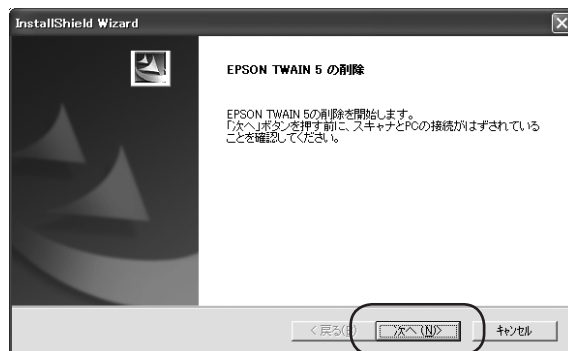 InstallShield Wizard
EPSON TWAIN 5 の削除
EPSON TWAIN 5の削除を開始します。
「次へ」ボタンを押す前に、スキャナとPCの接続がはずされている
ことを確認してください。
< 戻る(B) 次へ (N)> キャンセル